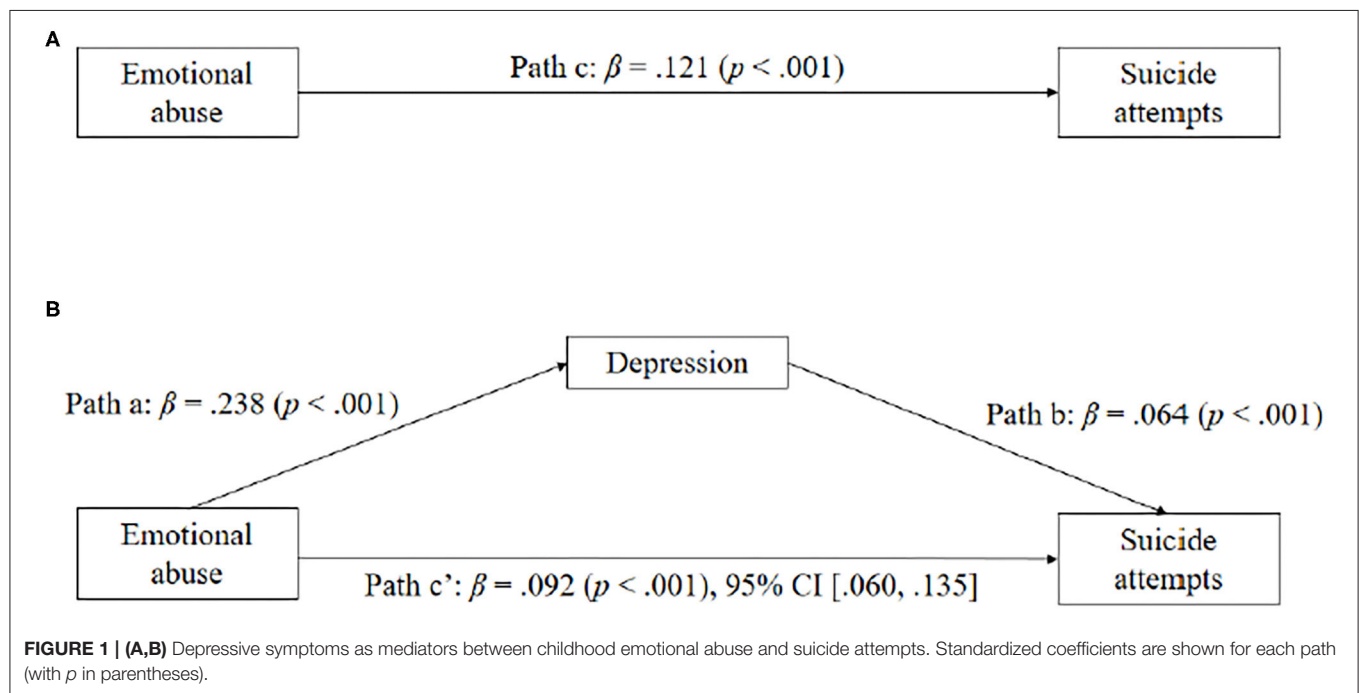 A
Emotional
abuse
Path c: β = .121 (p < .001)
Suicide
attempts
B
Depression
Path a: β = .238 (p < .001)
Path b: β = .064 (p < .001)
Emotional
abuse
Path c’: β = .092 (p < .001), 95% CI [.060, .135]
Suicide
attempts
FIGURE 1 | (A,B) Depressive symptoms as mediators between childhood emotional abuse and suicide attempts. Standardized coefficients are shown for each path
(with p in parentheses).